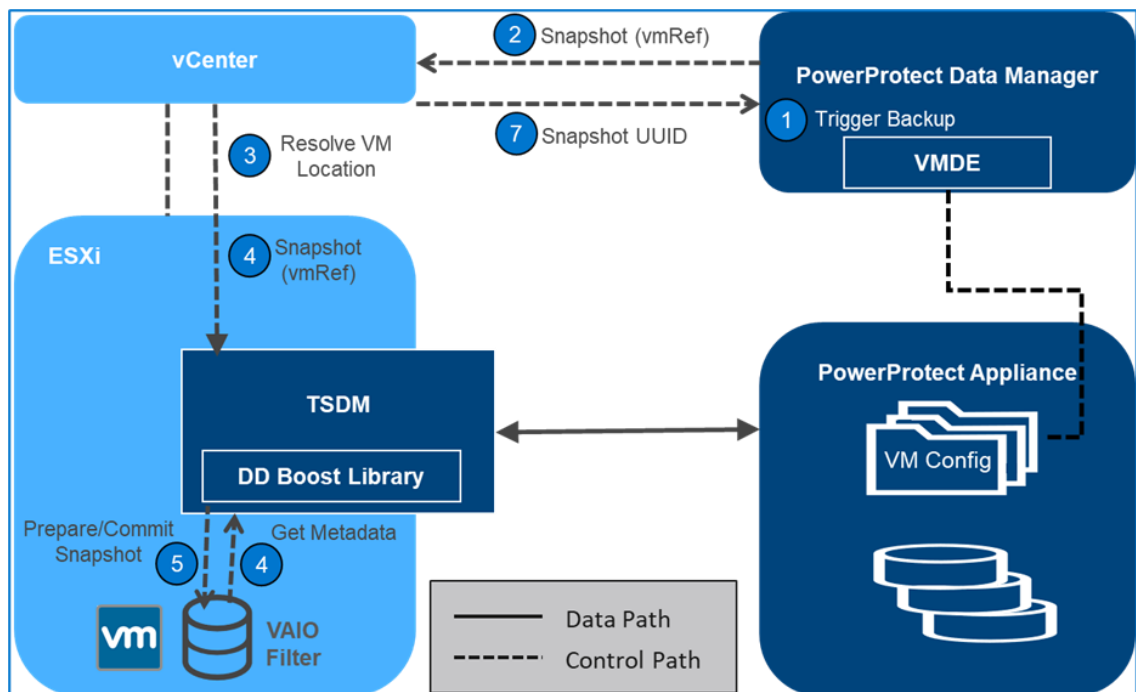 vCenter
2
Snapshot (vmRef)
PowerProtect Data Manager
1
Trigger Backup
VMDE
7
Snapshot UUID
3
Resolve VM
Location
ESXi
4
Snapshot
(vmRef)
TSDM
DD Boost Library
PowerProtect Appliance
VM Config
Prepare/Commit
Snapshot
5
4
Get Metadata
vm
VAIO
Filter
Data Path
Control Path